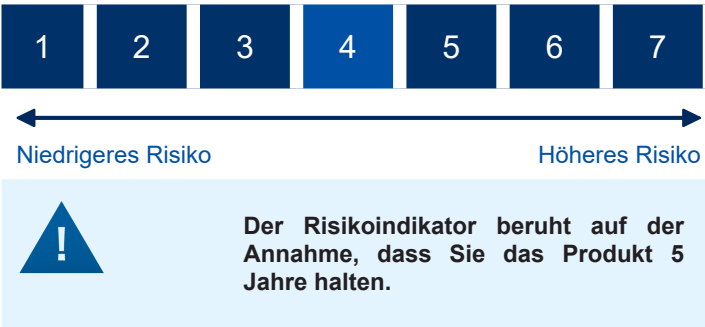 1 2 3 4 5 6 7
Niedrigeres Risiko Höheres Risiko
!
Der Risikoindikator beruht auf der
Annahme, dass Sie das Produkt 5
Jahre halten.